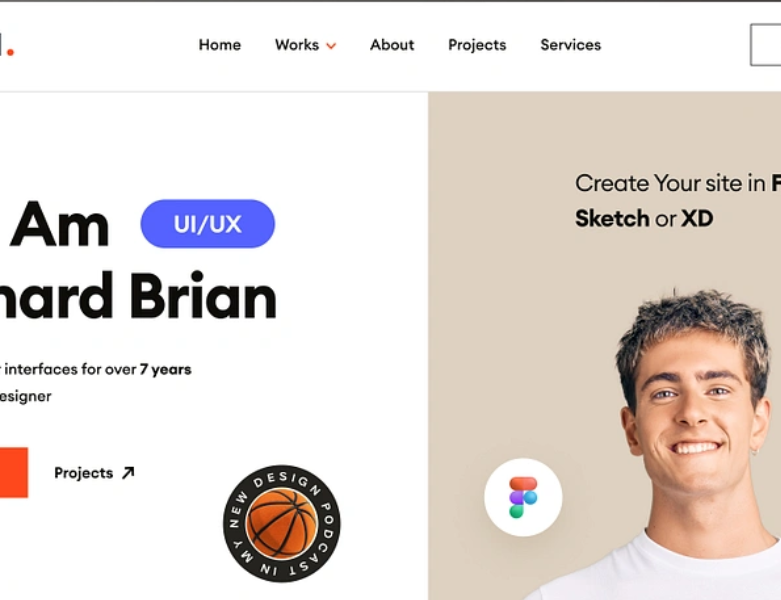 Home Works About Projects Services
Am UI/UX
hard Brian
interfaces for over 7 years
esigner
Projects
NEW DESIGN PODCAST IN MY
Create Your site in F
Sketch or XD